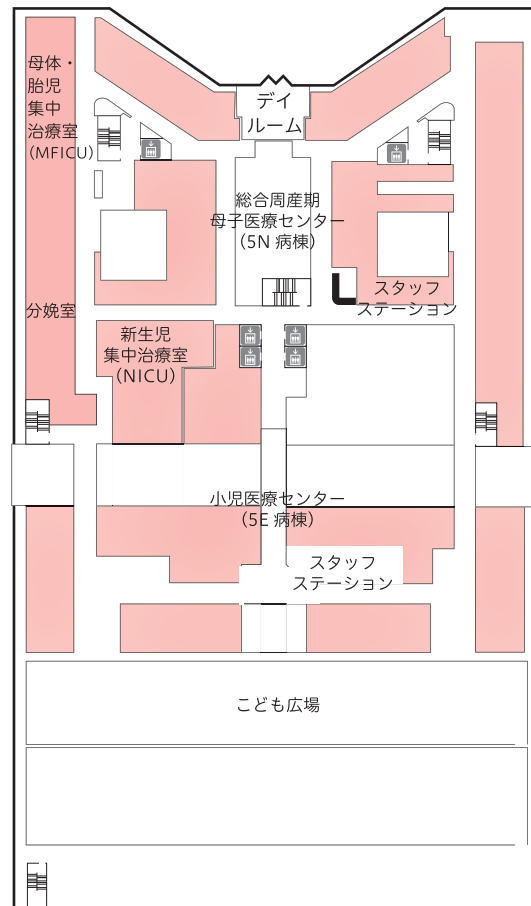 デイ
ルーム
母体・
胎児
集中
治療室
(MFICU)
総合周産期
母子医療センター
(5N 病棟)
スタッフ
ステーション
分娩室
新生児
集中治療室
(NICU)
小児医療センター
(5E 病棟)
スタッフ
ステーション
こども広場